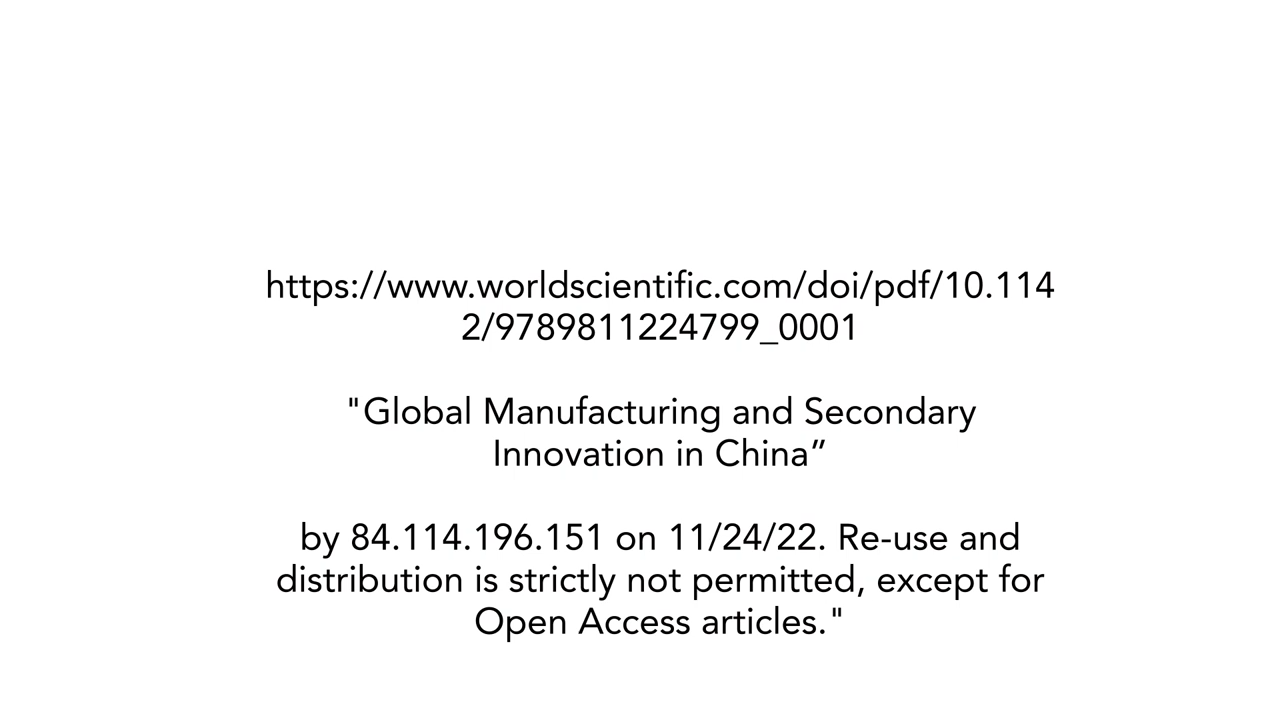 https://www.worldscientific.com/doi/pdf/10.114
2/9789811224799_0001
"Global Manufacturing and Secondary
Innovation in China”
by 84.114.196.151 on 11/24/22. Re-use and
distribution is strictly not permitted, except for
Open Access articles."